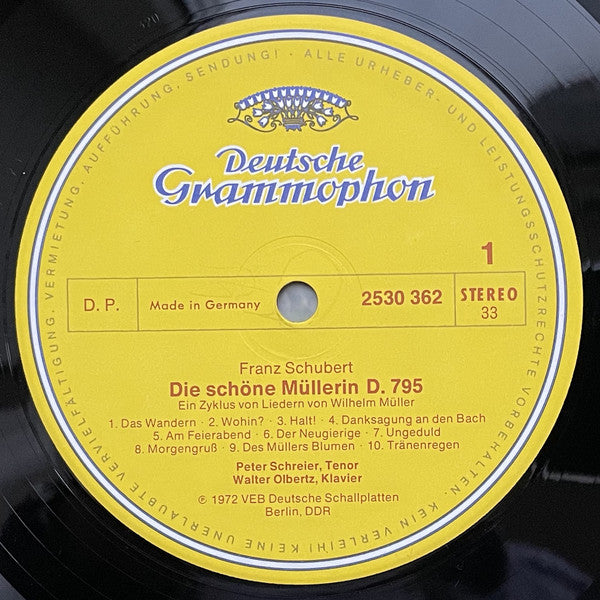 ALLE URHEBER- UND LEISTUNGSSCHUTZRECHTE VORBEHALTEN. KEIN VERLEIH! KEINE UNERLAUBTE VERVIELFÄLTIGUNG, VERMIETUNG, AUFFÜHRUNG, SENDUNG! ·
Deutsche
Grammophon
1
D. P.
Made in Germany
2530 362
STEREO
33
Franz Schubert
Die schöne Müllerin D. 795
Ein Zyklus von Liedern von Wilhelm Müller
1. Das Wandern · 2. Wohin? · 3. Halt! · 4. Danksagung an den Bach
5. Am Feierabend · 6. Der Neugierige · 7. Ungeduld
8. Morgengruß · 9. Des Müllers Blumen · 10. Tränenregen
Peter Schreier, Tenor
Walter Olbertz, Klavier
℗ 1972 VEB Deutsche Schallplatten
Berlin, DDR